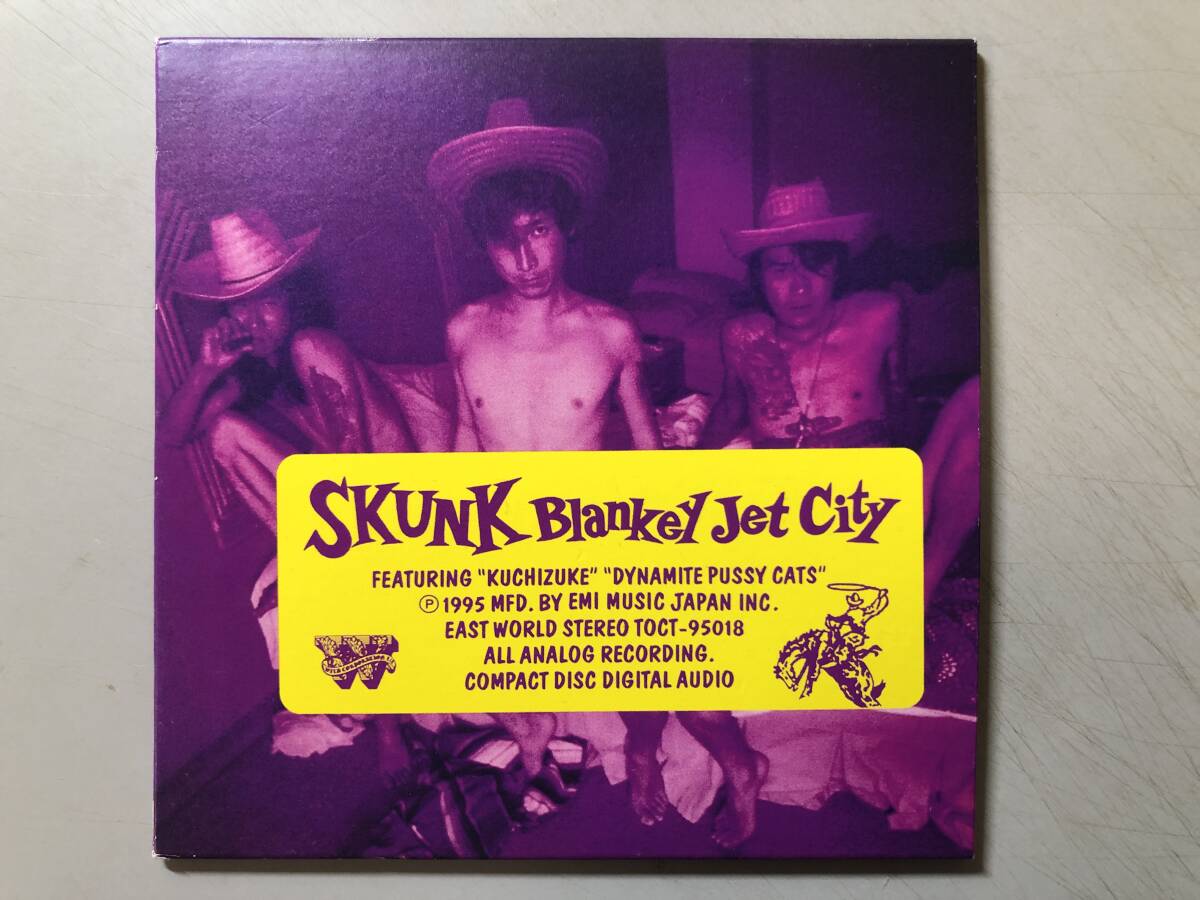 SKUNK Blankey Jet City
FEATURING "KUCHIZUKE" "DYNAMITE PUSSY CATS"
Ⓟ 1995 MFD. BY EMI MUSIC JAPAN INC.
EAST WORLD STEREO TOCT-95018
ALL ANALOG RECORDING.
COMPACT DISC DIGITAL AUDIO
W